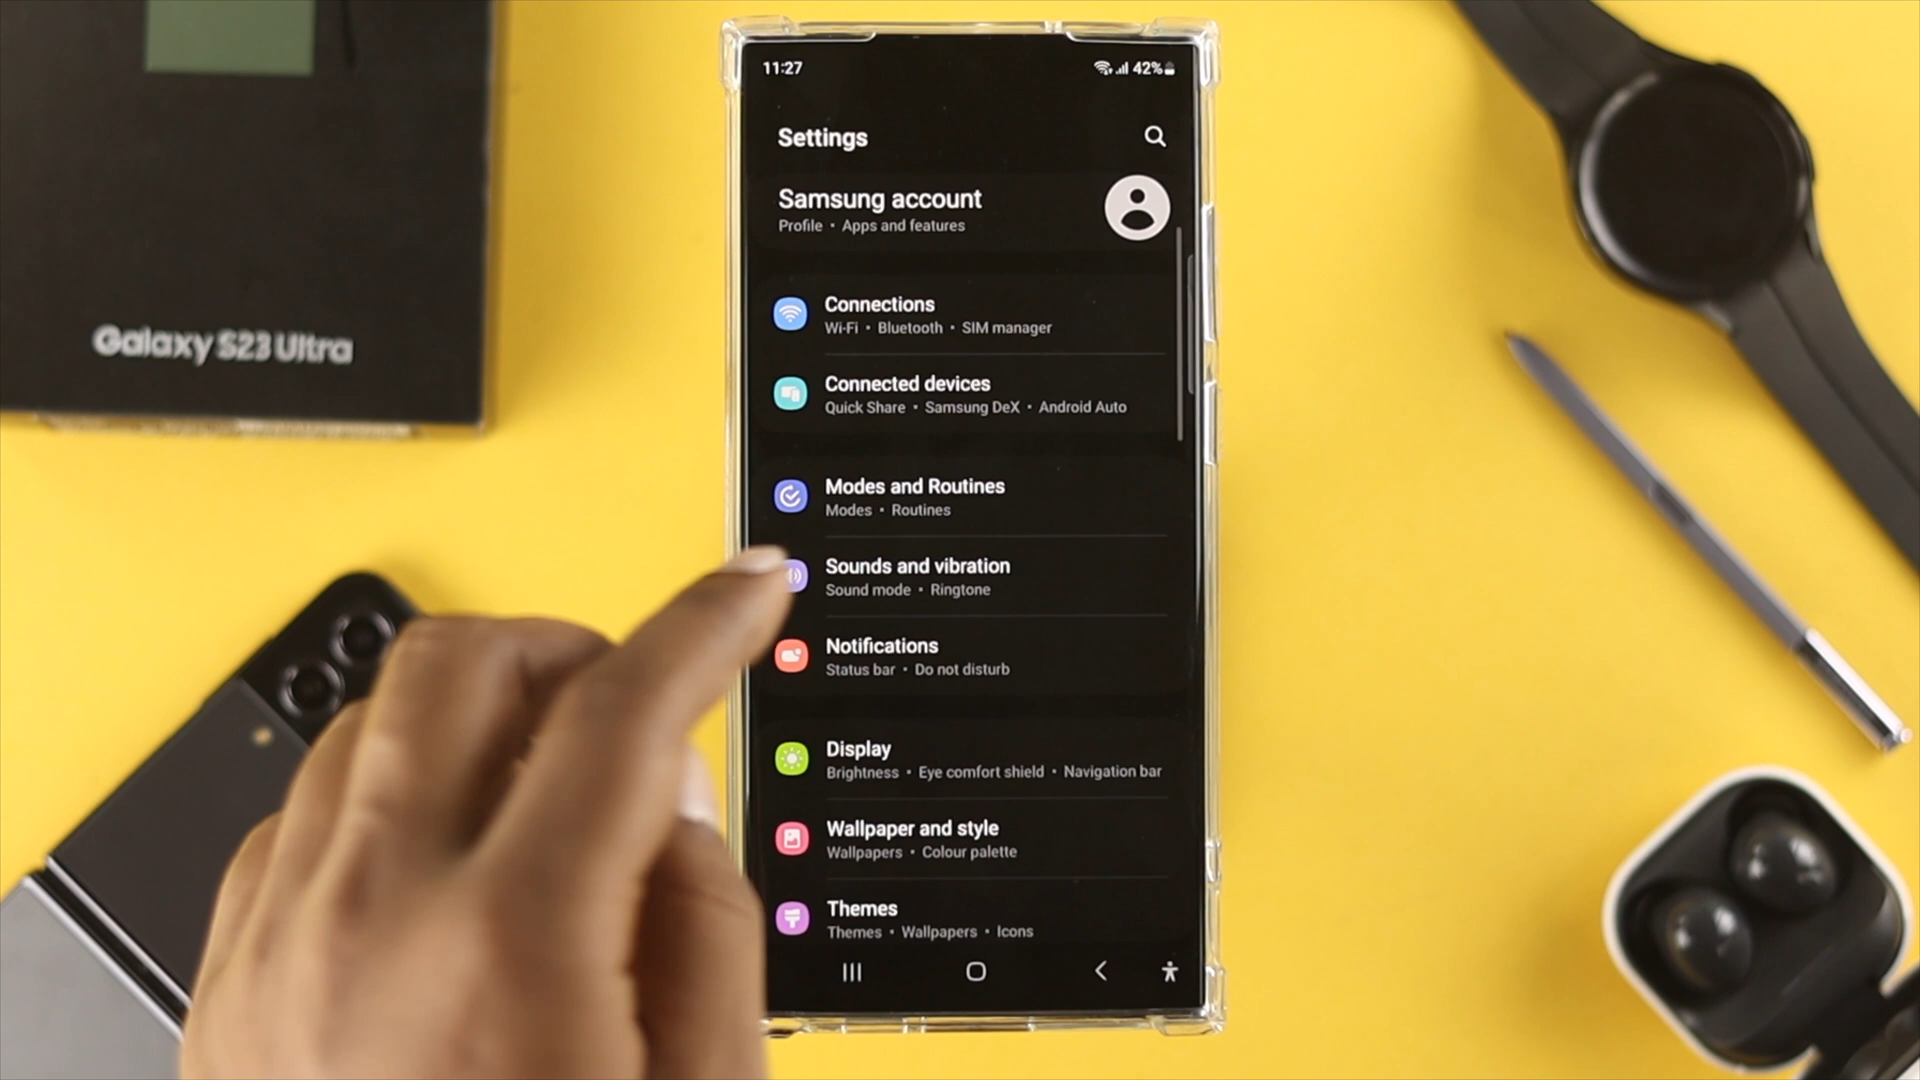 Galaxy S23 Ultra
11:27
42%
Settings
Samsung account
Profile • Apps and features
Connections
Wi-Fi • Bluetooth • SIM manager
Connected devices
Quick Share • Samsung DeX • Android Auto
Modes and Routines
Modes • Routines
Sounds and vibration
Sound mode • Ringtone
Notifications
Status bar • Do not disturb
Display
Brightness • Eye comfort shield • Navigation bar
Wallpaper and style
Wallpapers • Colour palette
Themes
Themes • Wallpapers • Icons